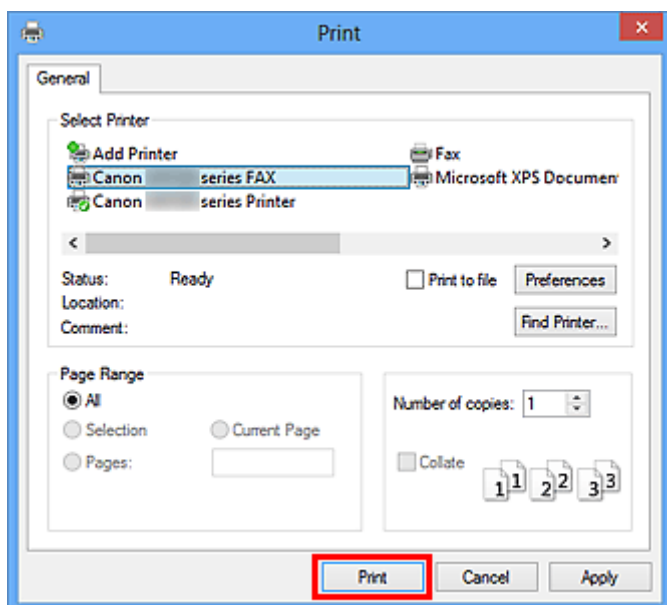 Print
General
Select Printer
Add Printer
Fax
Canon series FAX
Microsoft XPS Documen
Canon series Printer
Status: Ready
Print to file
Preferences
Location:
Comment:
Find Printer...
Page Range
All
Number of copies: 1
Selection
Current Page
Pages:
Collate
1 1 2 2 3 3
Print
Cancel
Apply